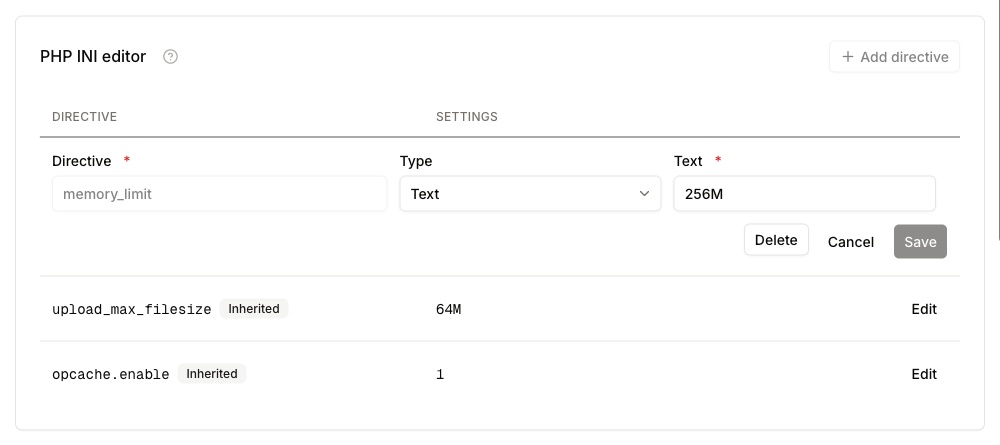 PHP INI editor ?
+ Add directive
DIRECTIVE SETTINGS
Directive * Type Text *
memory_limit Text 256M
Delete Cancel Save
upload_max_filesize Inherited 64M Edit
opcache.enable Inherited 1 Edit